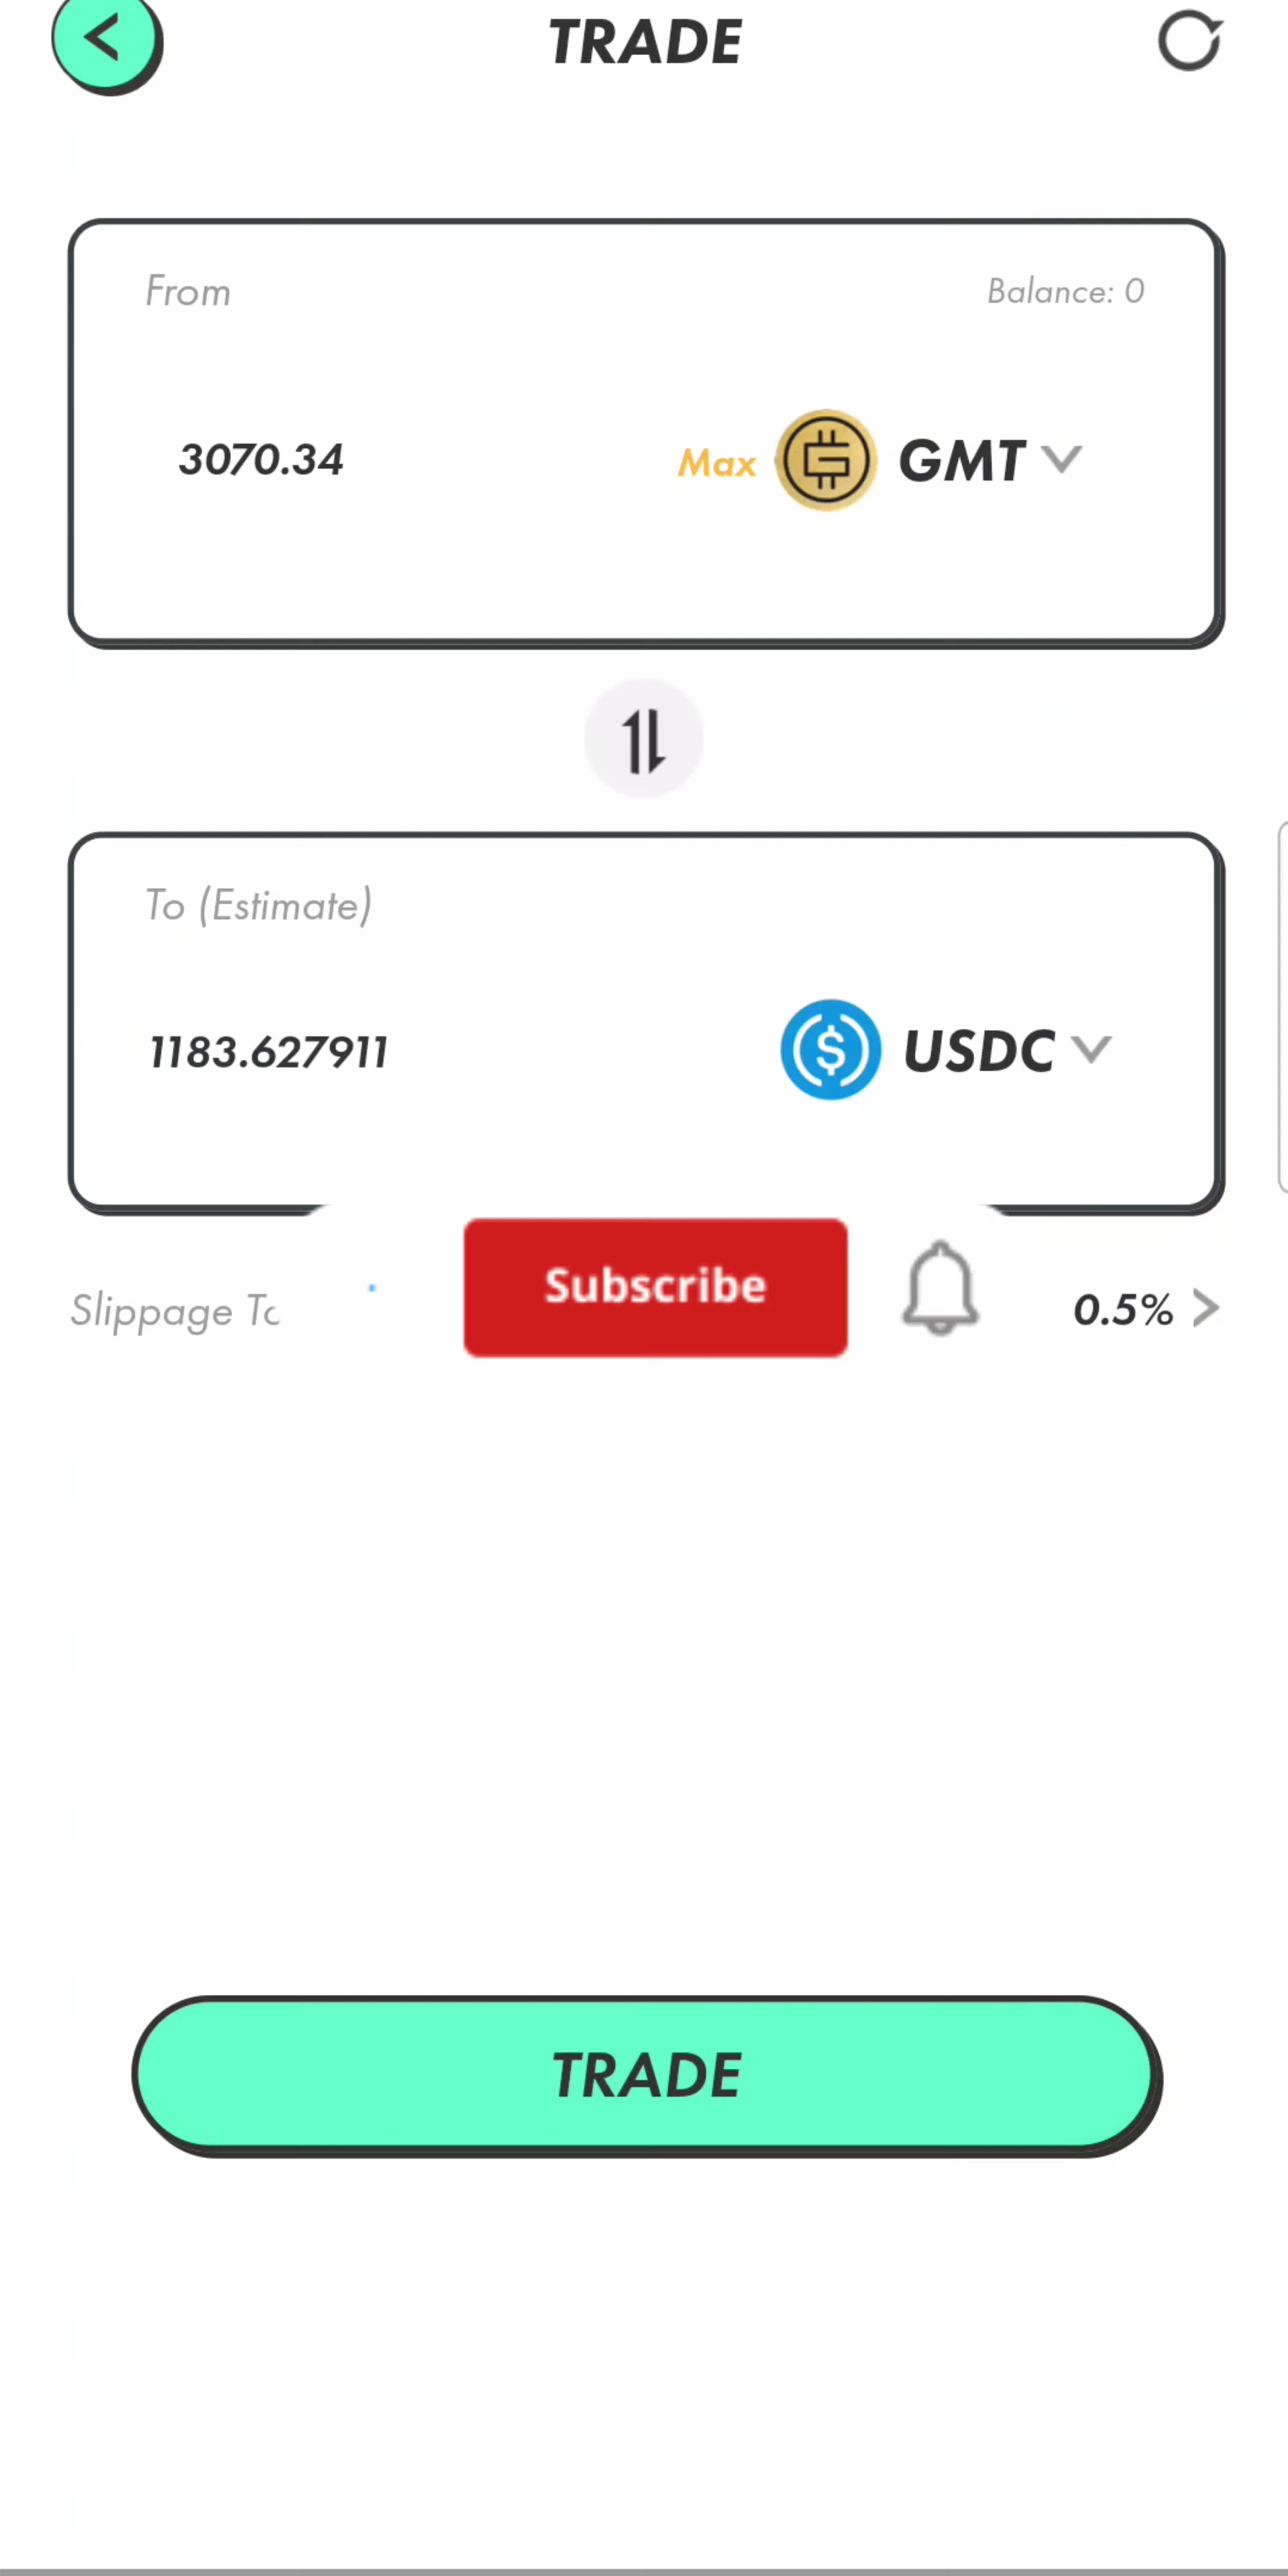 TRADE
From
Balance: 0
3070.34
Max
GMT
To (Estimate)
1183.627911
USDC
Subscribe
Slippage
0.5%
TRADE